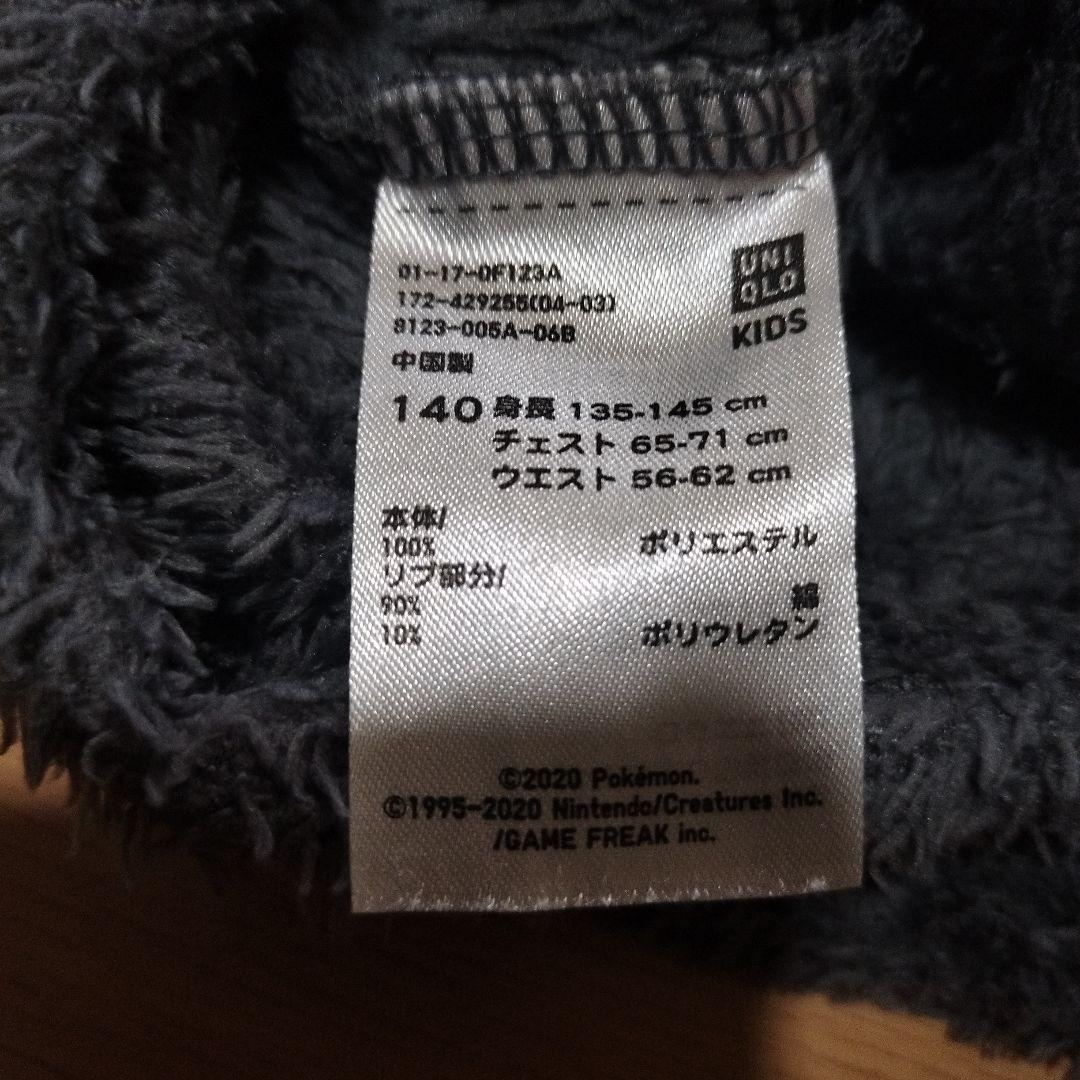 01-17-0F123A
172-429255(04-03)
8123-005A-06B
中国製
UNI
QLO
KIDS
140 身長 135-145 cm
チェスト 65-71 cm
ウエスト 56-62 cm
本体/
100% ポリエステル
リブ部分/
90% 綿
10% ポリウレタン
©2020 Pokémon.
©1995-2020 Nintendo/Creatures Inc.
/GAME FREAK inc.